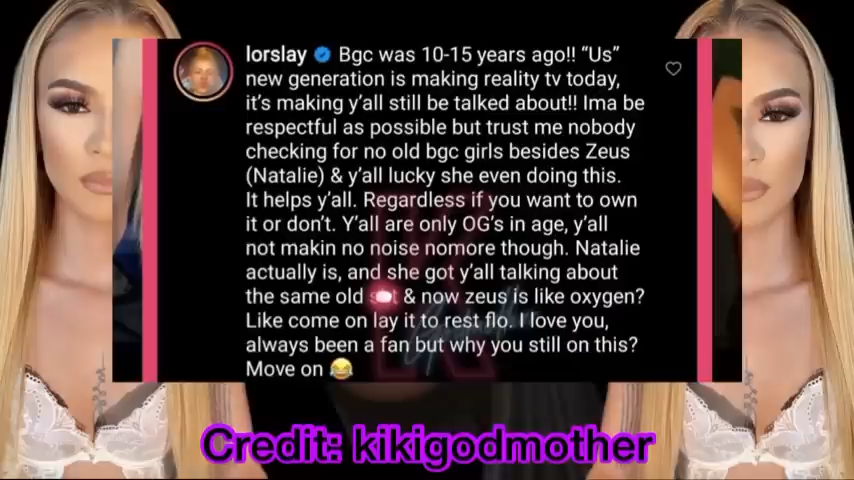 lorslay Bgc was 10-15 years ago!! “Us”
new generation is making reality tv today,
it’s making y’all still be talked about!! Ima be
respectful as possible but trust me nobody
checking for no old bgc girls besides Zeus
(Natalie) & y’all lucky she even doing this.
It helps y’all. Regardless if you want to own
it or don’t. Y’all are only OG’s in age, y’all
not makin no noise nomore though. Natalie
actually is, and she got y’all talking about
the same old & now zeus is like oxygen?
Like come on lay it to rest flo. I love you,
always been a fan but why you still on this?
Move on 😂
Credit: kikigodmother